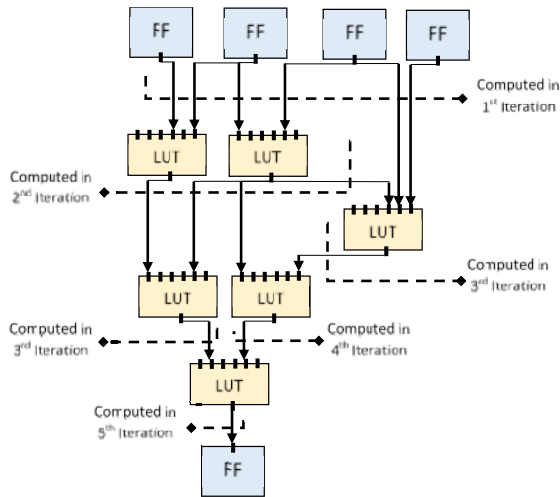 FF
FF
FF
FF
Computed in
1st Iteration
LUT
LUT
Computed in
2nd Iteration
LUT
Computed in
3rd Iteration
LUT
LUT
Computed in
3rd Iteration
Computed in
4th Iteration
LUT
Computed in
5th Iteration
FF